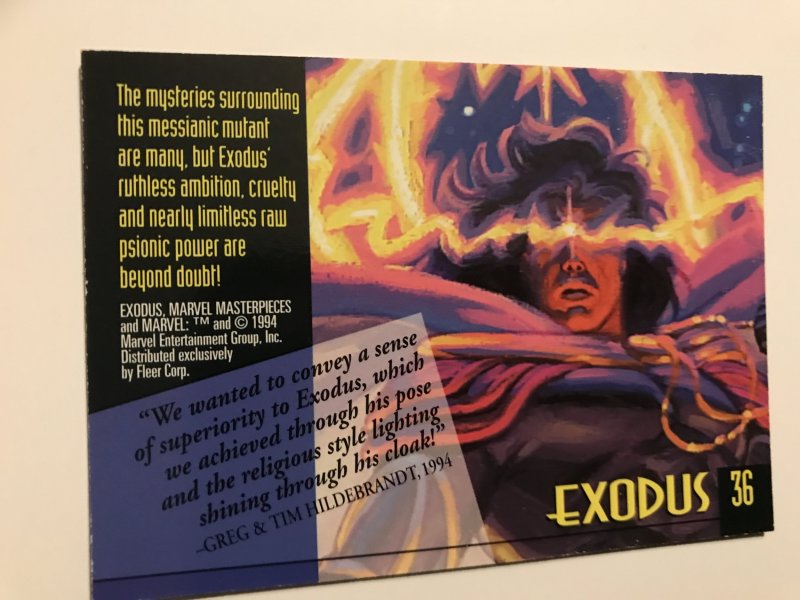 The mysteries surrounding
this messianic mutant
are many, but Exodus'
ruthless ambition, cruelty
and nearly limitless raw
psionic power are
beyond doubt!
EXODUS, MARVEL MASTERPIECES
and MARVEL: ™ and © 1994
Marvel Entertainment Group, Inc.
Distributed exclusively
by Fleer Corp.
"We wanted to convey a sense
of superiority to Exodus, which
we achieved through his pose
and the religious style lighting
shining through his cloak!"
–GREG & TIM HILDEBRANDT, 1994
EXODUS 36